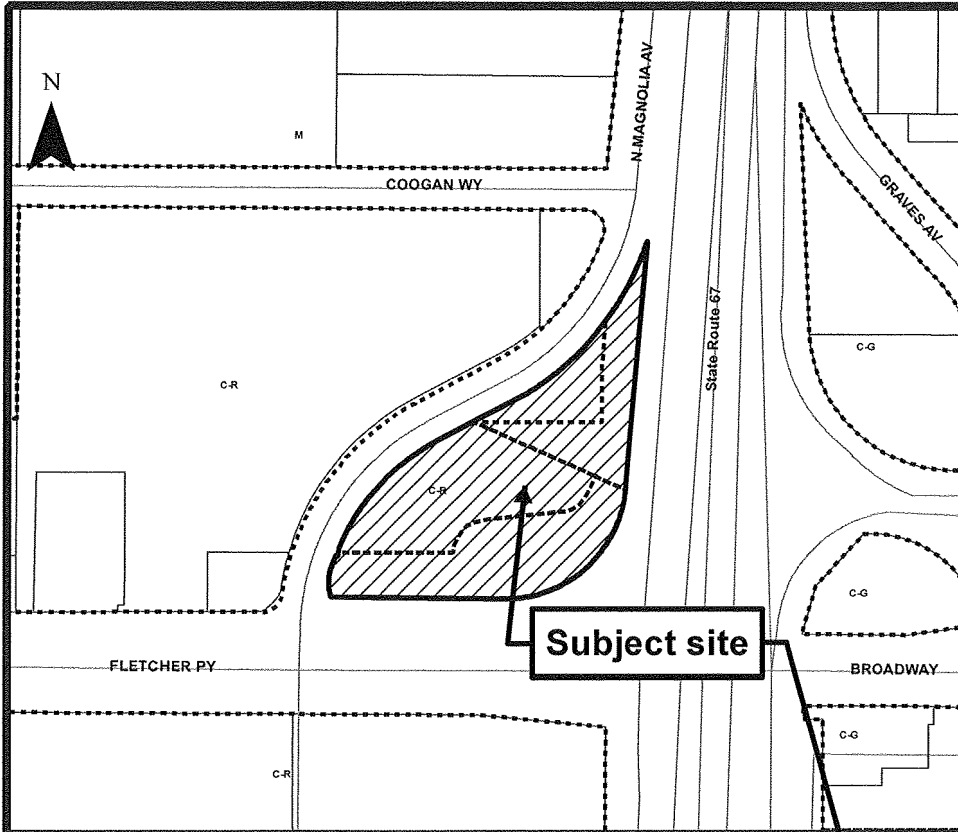 N
N MAGNOLIA AV
M
COOGAN WY
GRAVES AV
State Route 67
C-G
C-R
C-R
C-G
Subject site
FLETCHER PY
BROADWAY
C-G
C-R